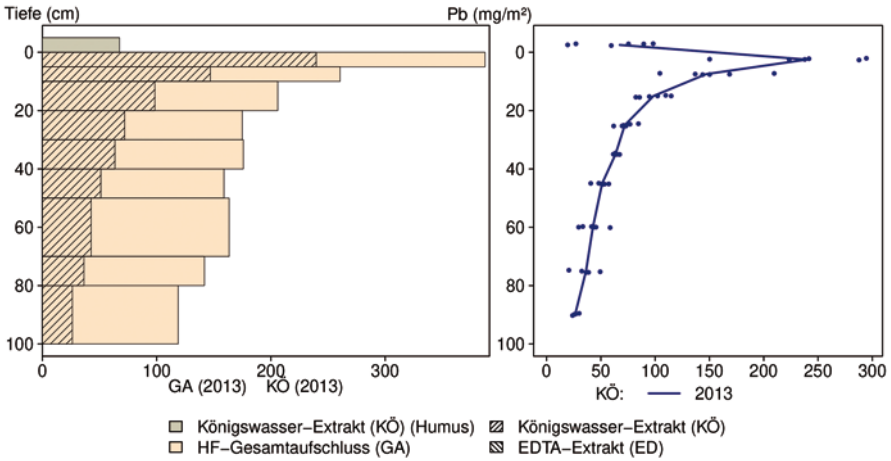 Tiefe (cm)
Pb (mg/m²)
0
20
40
60
80
100
0
100
200
300
GA (2013) KÖ (2013)
0
20
40
60
80
100
0
50
100
150
200
250
300
KÖ: 2013
Königswasser-Extrakt (KÖ) (Humus)
Königswasser-Extrakt (KÖ)
HF-Gesamtaufschluss (GA)
EDTA-Extrakt (ED)